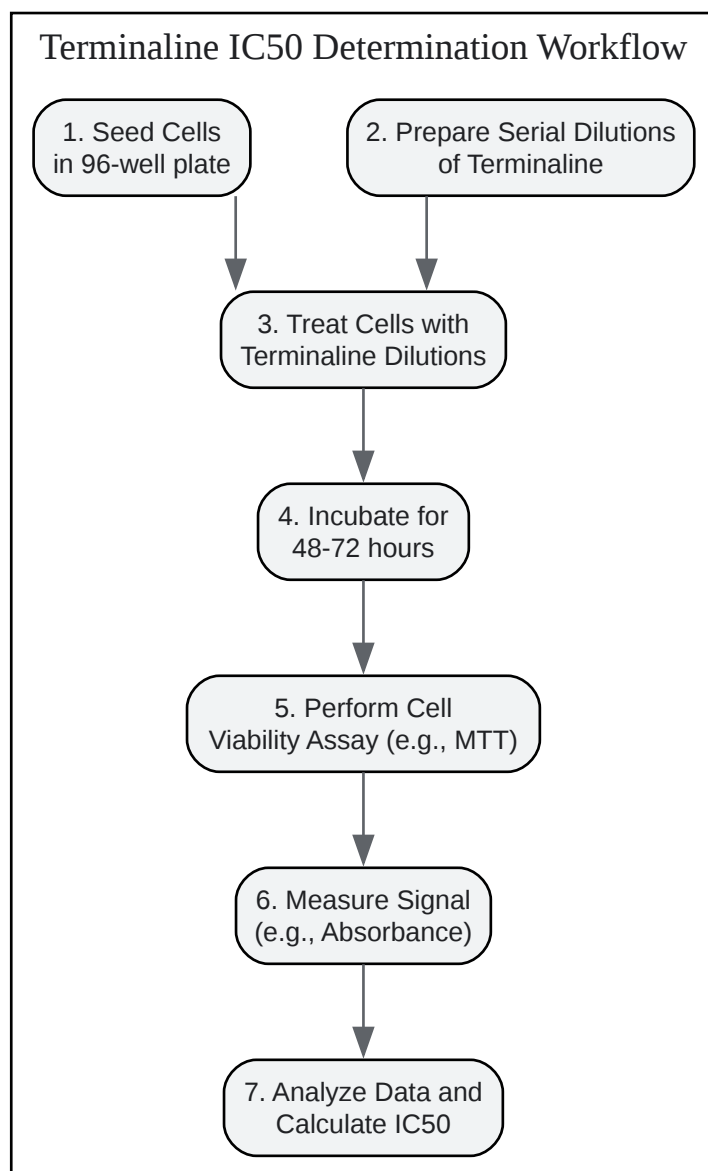 Terminaline IC50 Determination Workflow
1. Seed Cells
in 96-well plate
2. Prepare Serial Dilutions
of Terminaline
3. Treat Cells with
Terminaline Dilutions
4. Incubate for
48-72 hours
5. Perform Cell
Viability Assay (e.g., MTT)
6. Measure Signal
(e.g., Absorbance)
7. Analyze Data and
Calculate IC50